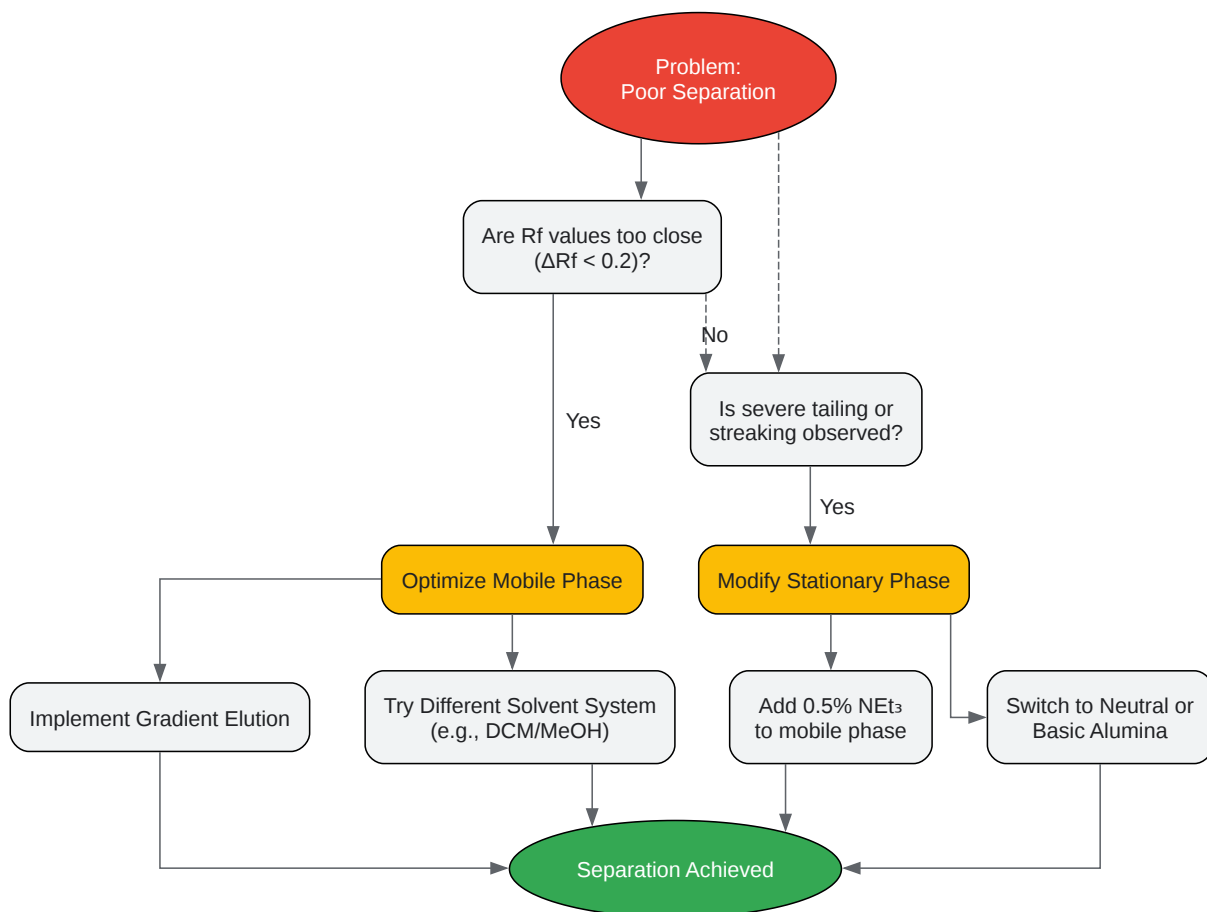 Problem:
Poor Separation
Are Rf values too close
(ΔRf < 0.2)?
No
Is severe tailing or
streaking observed?
Yes
Yes
Optimize Mobile Phase
Modify Stationary Phase
Implement Gradient Elution
Try Different Solvent System
(e.g., DCM/MeOH)
Add 0.5% NEt₃
to mobile phase
Switch to Neutral or
Basic Alumina
Separation Achieved